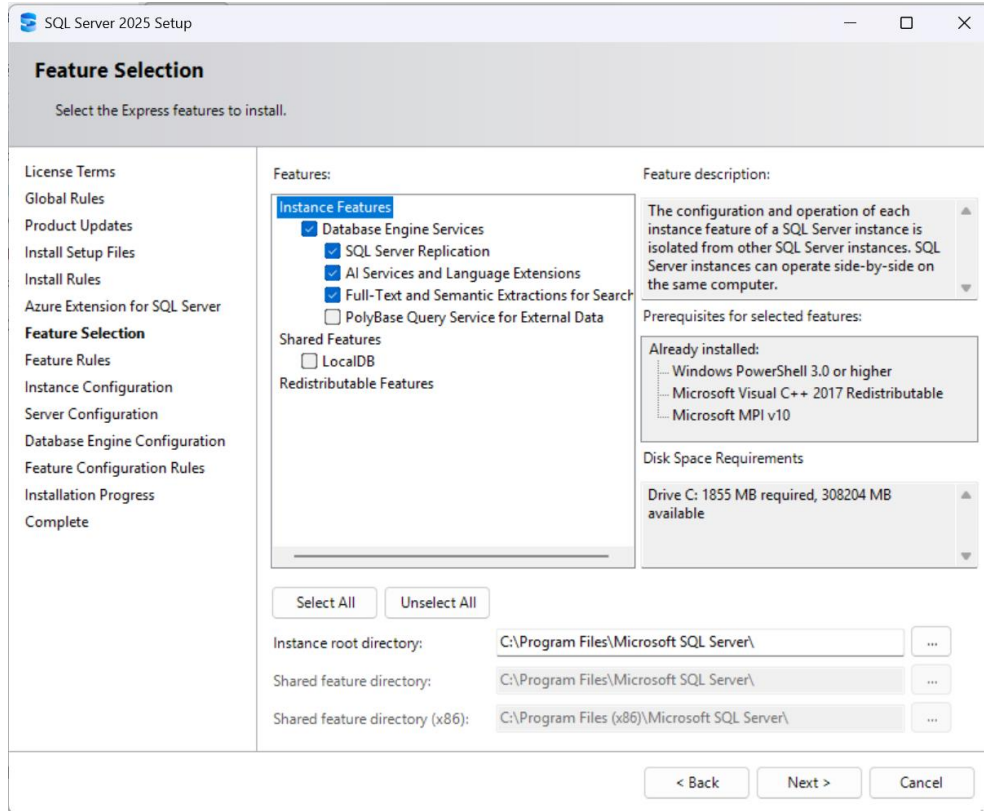 SQL Server 2025 Setup
Feature Selection
Select the Express features to install.
License Terms
Global Rules
Product Updates
Install Setup Files
Install Rules
Azure Extension for SQL Server
Feature Selection
Feature Rules
Instance Configuration
Server Configuration
Database Engine Configuration
Feature Configuration Rules
Installation Progress
Complete
Features:
Instance Features
Database Engine Services
SQL Server Replication
AI Services and Language Extensions
Full-Text and Semantic Extractions for Search
PolyBase Query Service for External Data
Shared Features
LocalDB
Redistributable Features
Feature description:
The configuration and operation of each
instance feature of a SQL Server instance is
isolated from other SQL Server instances. SQL
Server instances can operate side-by-side on
the same computer.
Prerequisites for selected features:
Already installed:
Windows PowerShell 3.0 or higher
Microsoft Visual C++ 2017 Redistributable
Microsoft MPI v10
Disk Space Requirements
Drive C: 1855 MB required, 308204 MB
available
Select All Unselect All
Instance root directory: C:\Program Files\Microsoft SQL Server\ ...
Shared feature directory: C:\Program Files\Microsoft SQL Server\ ...
Shared feature directory (x86): C:\Program Files (x86)\Microsoft SQL Server\ ...
< Back Next > Cancel